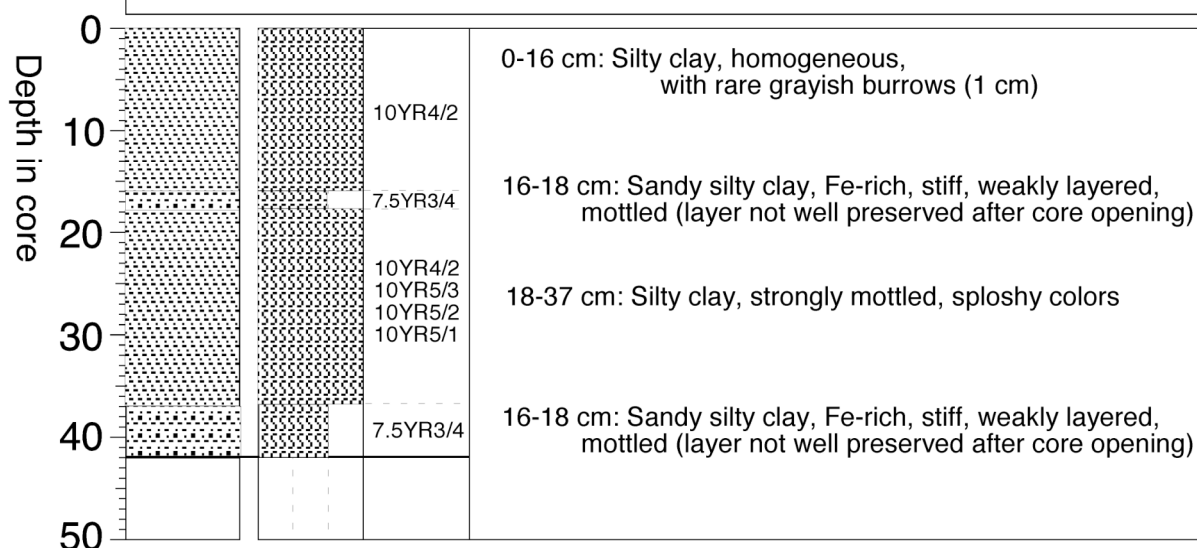 Depth in core
0
10
20
30
40
50
10YR4/2
7.5YR3/4
10YR4/2
10YR5/3
10YR5/2
10YR5/1
7.5YR3/4
0-16 cm: Silty clay, homogeneous,
with rare grayish burrows (1 cm)
16-18 cm: Sandy silty clay, Fe-rich, stiff, weakly layered,
mottled (layer not well preserved after core opening)
18-37 cm: Silty clay, strongly mottled, sploshy colors
16-18 cm: Sandy silty clay, Fe-rich, stiff, weakly layered,
mottled (layer not well preserved after core opening)